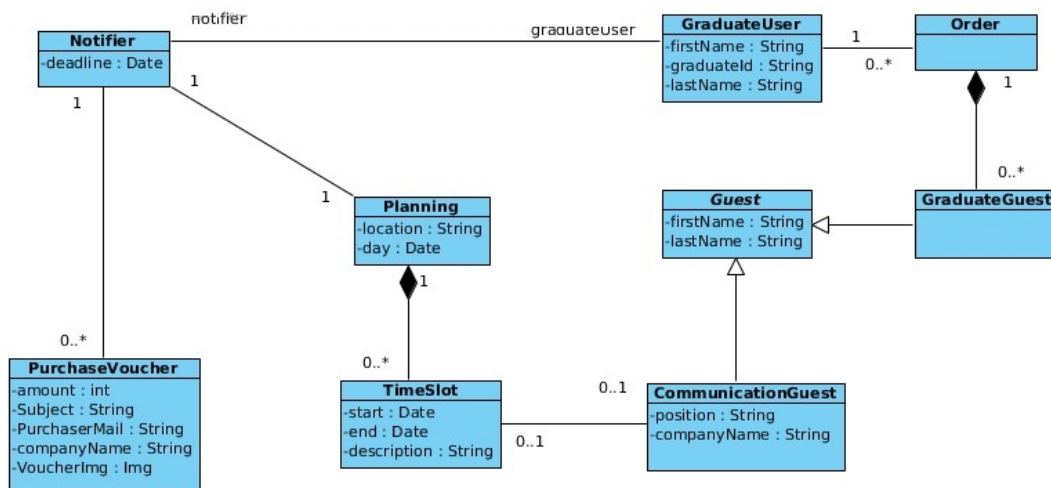 notifier
graduateUser
Notifier
-deadline : Date
GraduateUser
-firstName : String
-graduateId : String
-lastName : String
1
0..*
Order
1
0..*
1
1
1
Planning
-location : String
-day : Date
Guest
-firstName : String
-lastName : String
GraduateGuest
1
0..*
0..*
PurchaseVoucher
-amount : int
-Subject : String
-PurchaserMail : String
-companyName : String
-VoucherImg : Img
TimeSlot
-start : Date
-end : Date
-description : String
0..1
0..1
CommunicationGuest
-position : String
-companyName : String